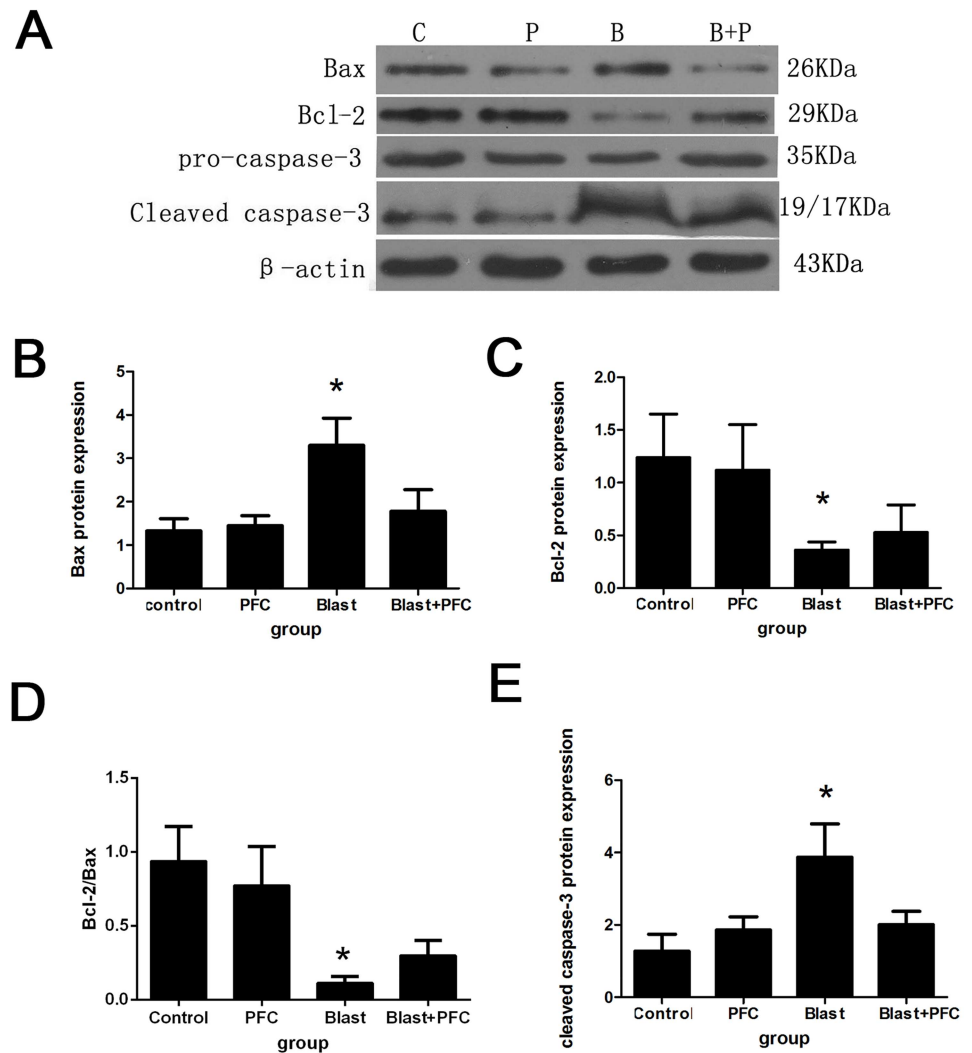 A
C P B B+P
Bax 26KDa
Bcl-2 29KDa
pro-caspase-3 35KDa
Cleaved caspase-3 19/17KDa
β-actin 43KDa
B
Bax protein expression
5
4
3
2
1
0
*
control PFC Blast Blast+PFC
group
C
Bcl-2 protein expression
2.0
1.5
1.0
0.5
0.0
*
Control PFC Blast Blast+PFC
group
D
Bcl-2/Bax
1.5
1.0
0.5
0.0
*
Control PFC Blast Blast+PFC
group
E
cleaved caspase-3 protein expression
6
4
2
0
*
Control PFC Blast Blast+PFC
group